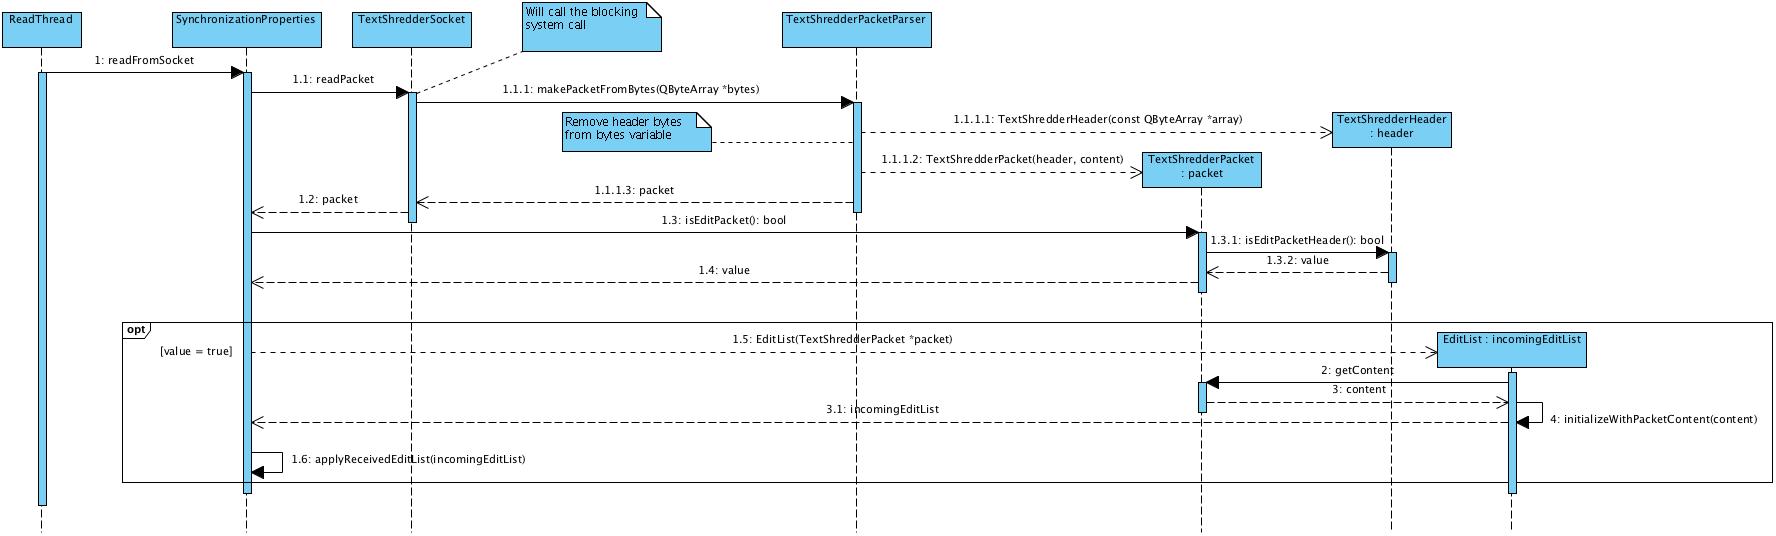 ReadThread
SynchronizationProperties
TextShredderSocket
Will call the blocking
system call
TextShredderPacketParser
1: readFromSocket
1.1: readPacket
1.1.1: makePacketFromBytes(QByteArray *bytes)
Remove header bytes
from bytes variable
1.1.1.1: TextShredderHeader(const QByteArray *array)
TextShredderHeader
: header
1.1.1.2: TextShredderPacket(header, content)
TextShredderPacket
: packet
1.1.1.3: packet
1.2: packet
1.3: isEditPacket(): bool
1.3.1: isEditPacketHeader(): bool
1.3.2: value
1.4: value
opt
[value = true]
1.5: EditList(TextShredderPacket *packet)
EditList : incomingEditList
2: getContent
3: content
3.1: incomingEditList
4: initializeWithPacketContent(content)
1.6: applyReceivedEditList(incomingEditList)